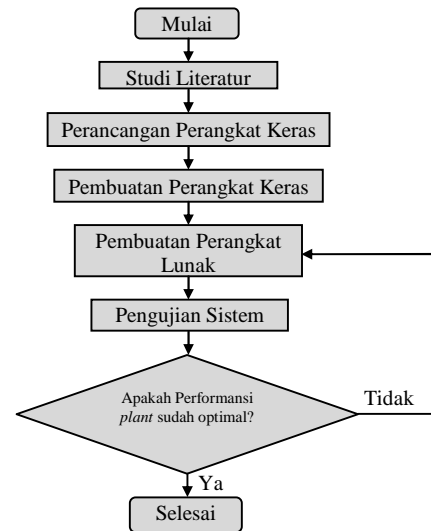 Mulai
Studi Literatur
Perancangan Perangkat Keras
Pembuatan Perangkat Keras
Pembuatan Perangkat
Lunak
Pengujian Sistem
Apakah Performansi
plant sudah optimal?
Tidak
Ya
Selesai